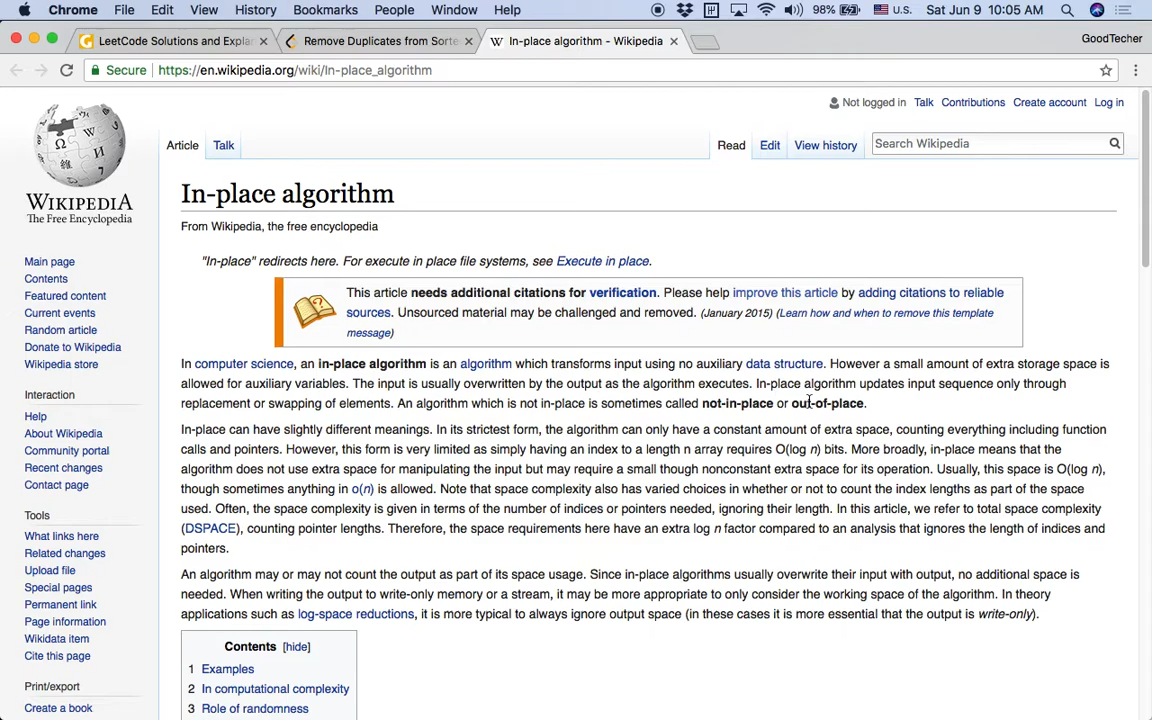 Chrome File Edit View History Bookmarks People Window Help 98% U.S. Sat Jun 9 10:05 AM
LeetCode Solutions and Expla Remove Duplicates from Sorte In-place algorithm - Wikipedia GoodTecher
Secure https://en.wikipedia.org/wiki/In-place_algorithm
Not logged in Talk Contributions Create account Log in
Article Talk Read Edit View history Search Wikipedia
WIKIPEDIA
The Free Encyclopedia
Main page
Contents
Featured content
Current events
Random article
Donate to Wikipedia
Wikipedia store
Interaction
Help
About Wikipedia
Community portal
Recent changes
Contact page
Tools
What links here
Related changes
Upload file
Special pages
Permanent link
Page information
Wikidata item
Cite this page
Print/export
Create a book
In-place algorithm
From Wikipedia, the free encyclopedia
"In-place" redirects here. For execute in place file systems, see Execute in place.
This article needs additional citations for verification. Please help improve this article by adding citations to reliable
sources. Unsourced material may be challenged and removed. (January 2015) (Learn how and when to remove this template
message)
In computer science, an in-place algorithm is an algorithm which transforms input using no auxiliary data structure. However a small amount of extra storage space is
allowed for auxiliary variables. The input is usually overwritten by the output as the algorithm executes. In-place algorithm updates input sequence only through
replacement or swapping of elements. An algorithm which is not in-place is sometimes called not-in-place or out-of-place.
In-place can have slightly different meanings. In its strictest form, the algorithm can only have a constant amount of extra space, counting everything including function
calls and pointers. However, this form is very limited as simply having an index to a length n array requires O(log n) bits. More broadly, in-place means that the
algorithm does not use extra space for manipulating the input but may require a small though nonconstant extra space for its operation. Usually, this space is O(log n),
though sometimes anything in o(n) is allowed. Note that space complexity also has varied choices in whether or not to count the index lengths as part of the space
used. Often, the space complexity is given in terms of the number of indices or pointers needed, ignoring their length. In this article, we refer to total space complexity
(DSPACE), counting pointer lengths. Therefore, the space requirements here have an extra log n factor compared to an analysis that ignores the length of indices and
pointers.
An algorithm may or may not count the output as part of its space usage. Since in-place algorithms usually overwrite their input with output, no additional space is
needed. When writing the output to write-only memory or a stream, it may be more appropriate to only consider the working space of the algorithm. In theory
applications such as log-space reductions, it is more typical to always ignore output space (in these cases it is more essential that the output is write-only).
Contents [hide]
1 Examples
2 In computational complexity
3 Role of randomness